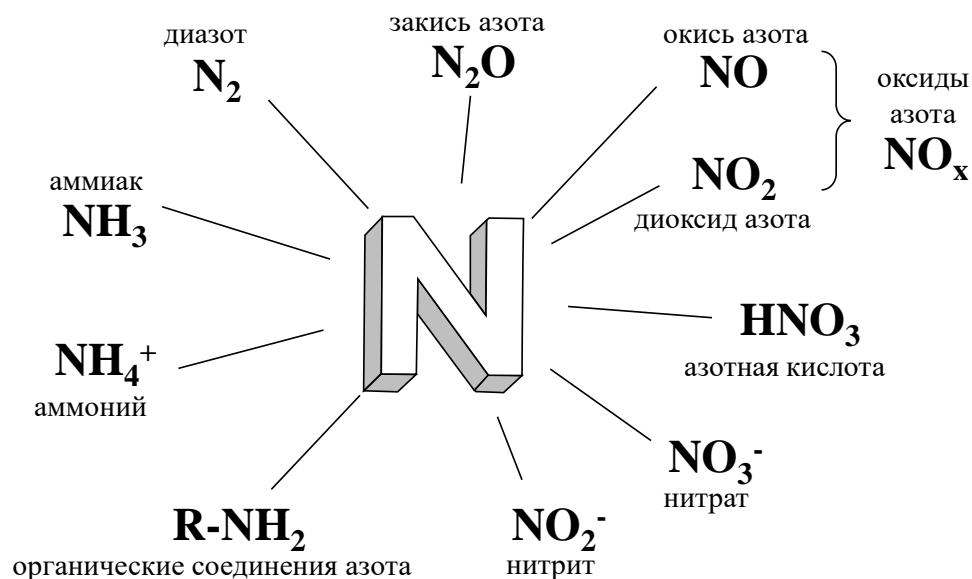 диазот
N₂
закись азота
N₂O
окись азота
NO
NO₂
диоксид азота
оксиды
азота
NOₓ
аммиак
NH₃
N
HNO₃
азотная кислота
NH₄⁺
аммоний
NO₃⁻
нитрат
R-NH₂
органические соединения азота
NO₂⁻
нитрит